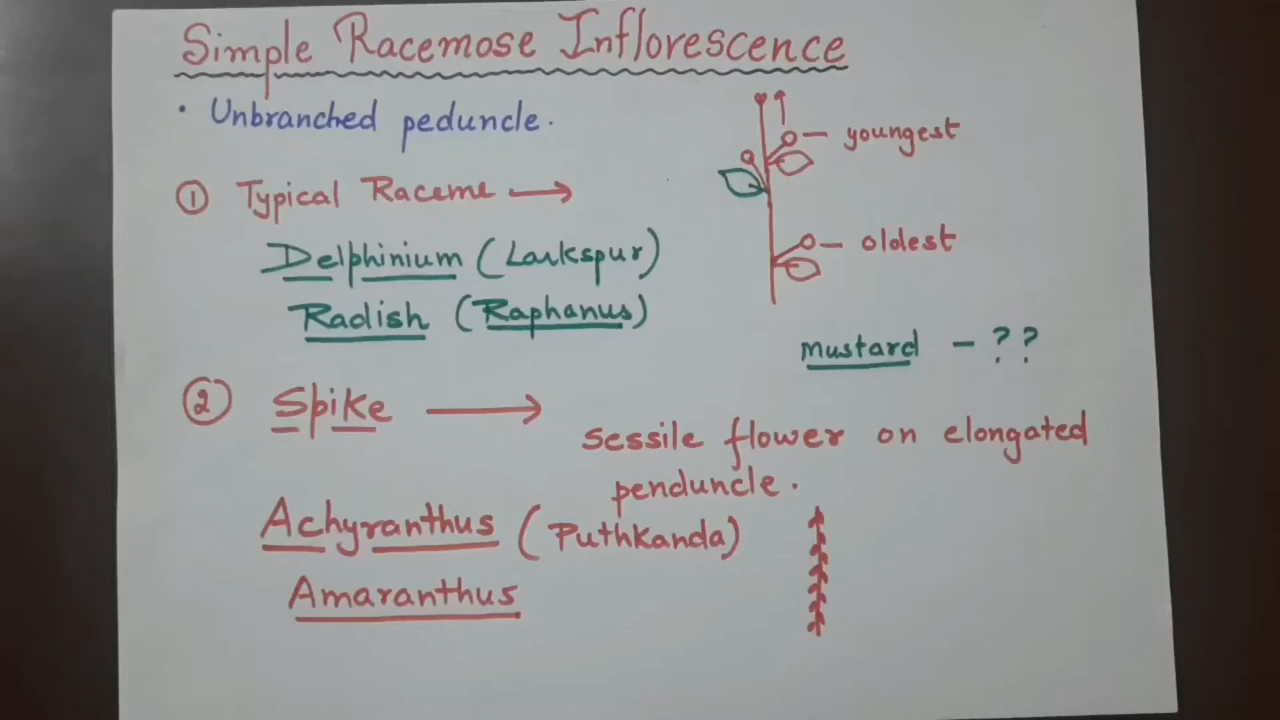 Simple Racemose Inflorescence
• Unbranched peduncle.
① Typical Raceme →
Delphinium (Larkspur)
Radish (Raphanus)
youngest
oldest
mustard - ??
② Spike →
sessile flower on elongated
penduncle.
Achyranthus (Puthkanda)
Amaranthus